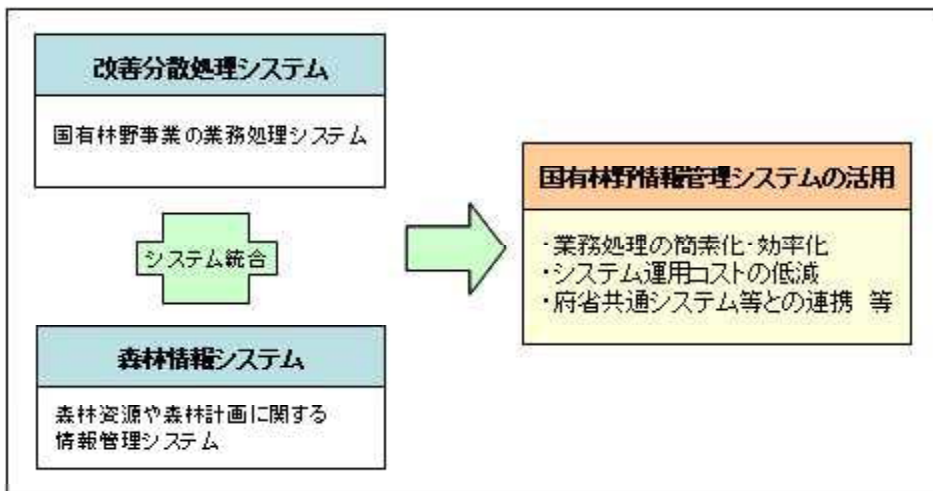 改善分散処理システム
国有林野事業の業務処理システム
システム統合
森林情報システム
森林資源や森林計画に関する
情報管理システム
国有林野情報管理システムの活用
・業務処理の簡素化・効率化
・システム運用コストの低減
・府省共通システム等との連携 等